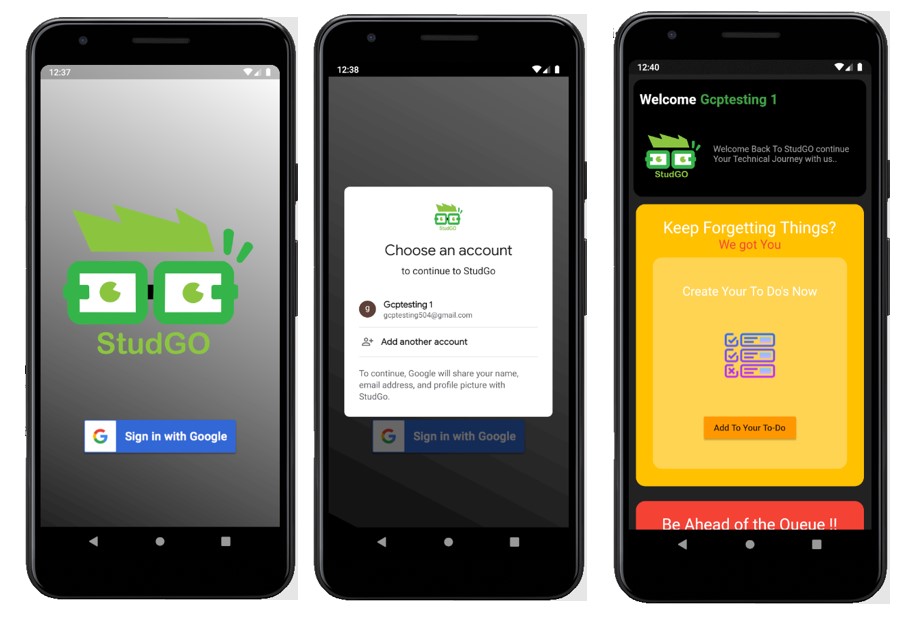 12:37
StudGO
Sign in with Google
12:38
StudGO
Choose an account
to continue to StudGo
g
Gcptesting 1
gcptesting504@gmail.com
Add another account
To continue, Google will share your name,
email address, and profile picture with
StudGo.
Sign in with Google
12:40
Welcome Gcptesting 1
StudGO
Welcome Back To StudGO continue
Your Technical Journey with us..
Keep Forgetting Things?
We got You
Create Your To Do's Now
Add To Your To-Do
Be Ahead of the Queue !!